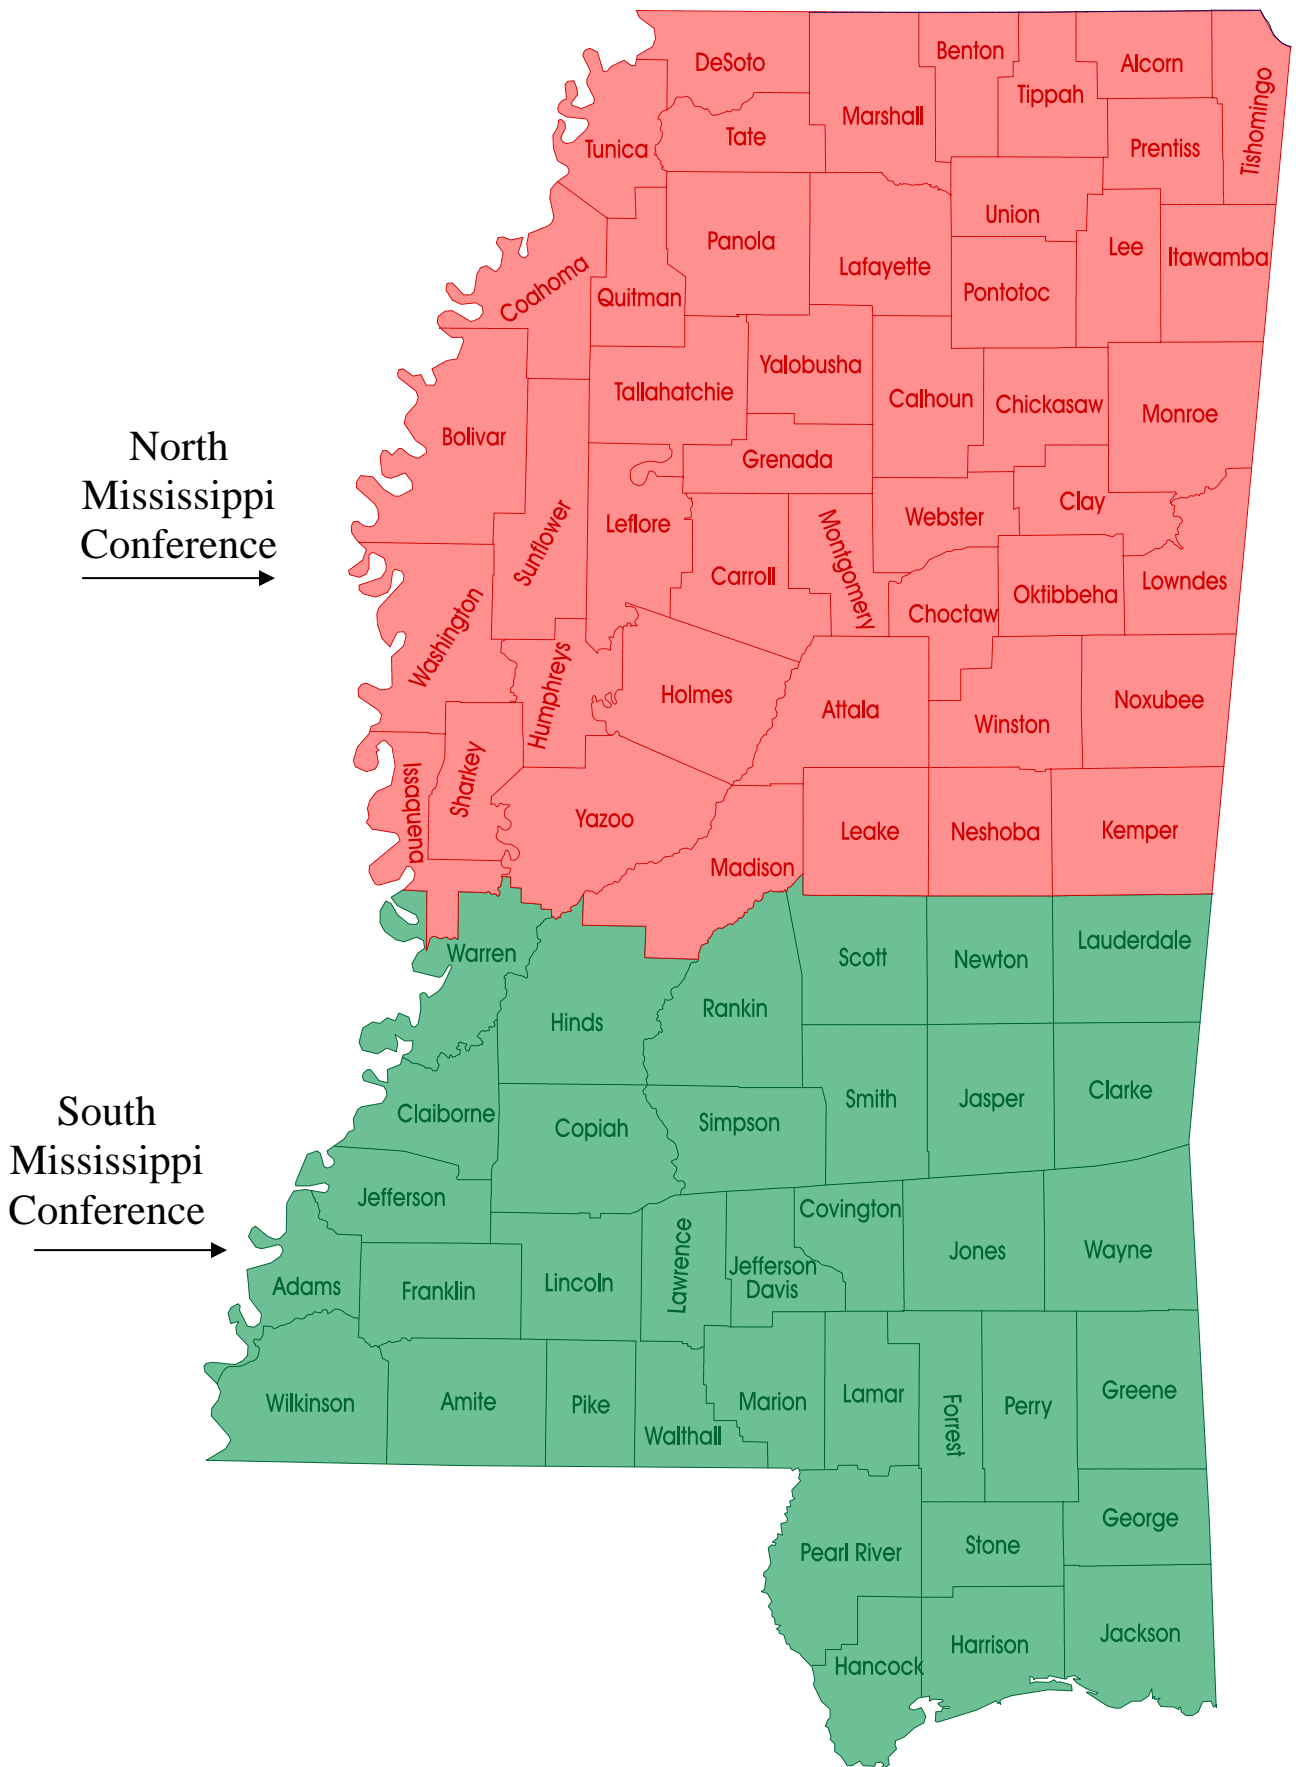 DeSoto
Benton
Alcorn
Tippah
Marshall
Tishomingo
Tate
Tunica
Prentiss
Union
Panola
Lee
Itawamba
Lafayette
Coahoma
Quitman
Pontotoc
Yalobusha
Tallahatchie
Calhoun
Chickasaw
Monroe
Bolivar
Grenada
North
Mississippi
Conference
Clay
Webster
Leflore
Sunflower
Montgomery
Carroll
Lowndes
Oktibbeha
Choctaw
Washington
Humphreys
Holmes
Attala
Winston
Noxubee
Sharkey
Issaquena
Yazoo
Leake
Neshoba
Kemper
Madison
Warren
Scott
Newton
Lauderdale
Hinds
Rankin
Claiborne
Copiah
Simpson
Smith
Jasper
Clarke
South
Mississippi
Conference
Jefferson
Covington
Lawrence
Jones
Wayne
Jefferson
Davis
Adams
Franklin
Lincoln
Wilkinson
Amite
Pike
Walthall
Marion
Lamar
Forrest
Perry
Greene
George
Pearl River
Stone
Hancock
Harrison
Jackson